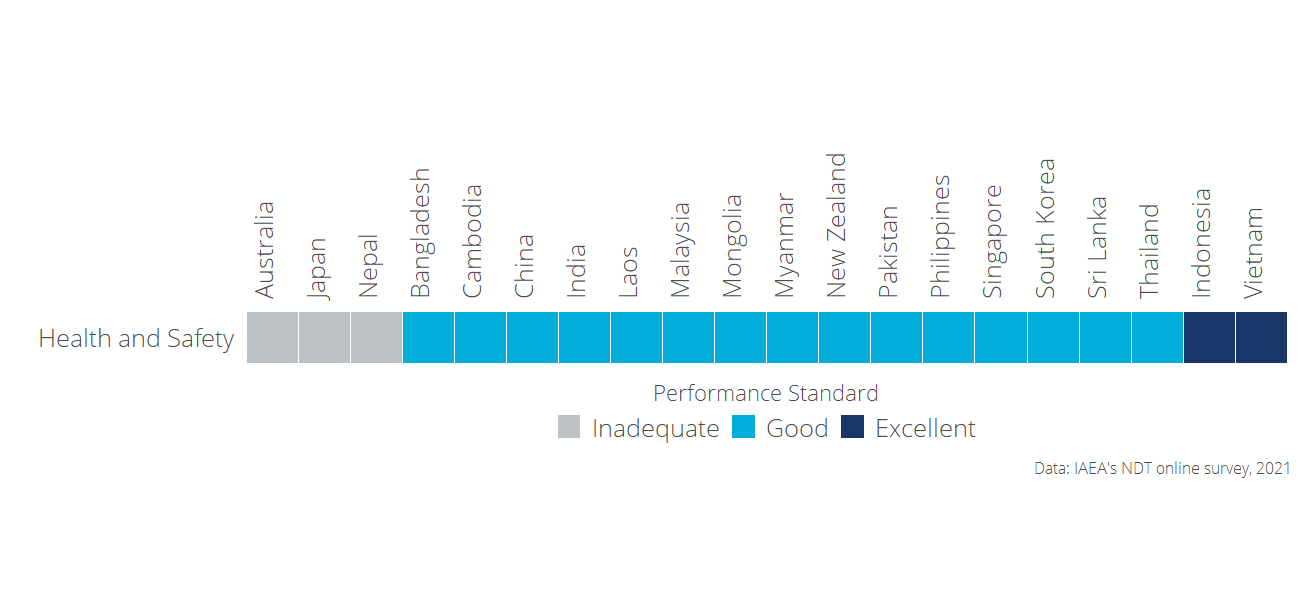 Australia
Japan
Nepal
Bangladesh
Cambodia
China
India
Laos
Malaysia
Mongolia
Myanmar
New Zealand
Pakistan
Philippines
Singapore
South Korea
Sri Lanka
Thailand
Indonesia
Vietnam
Health and Safety
Performance Standard
Inadequate Good Excellent
Data: IAEA's NDT online survey, 2021